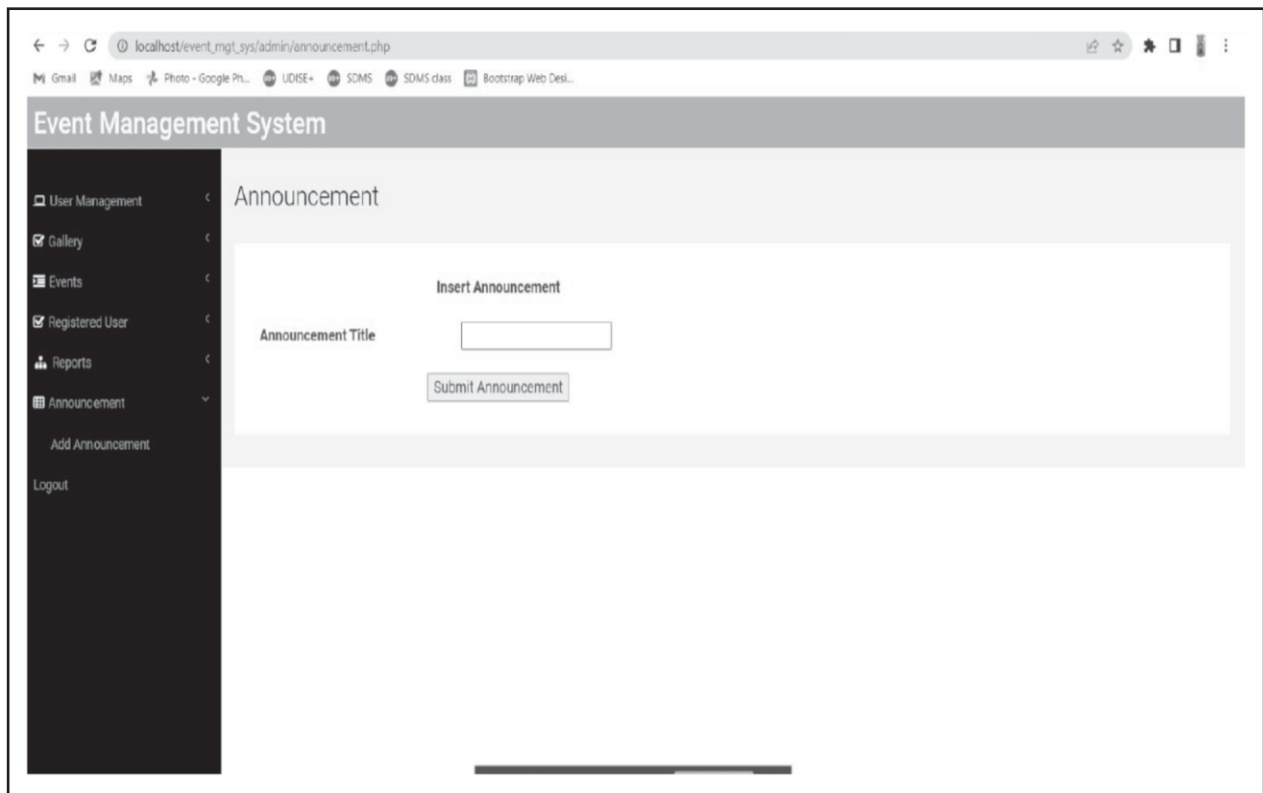 localhost/event_mgt_sys/admin/announcement.php
Gmail Maps Photo - Google Ph... UDISE+ SDMS SDMS class Bootstrap Web Desi...
Event Management System
User Management
Gallery
Events
Registered User
Reports
Announcement
Add Announcement
Logout
Announcement
Insert Announcement
Announcement Title
Submit Announcement